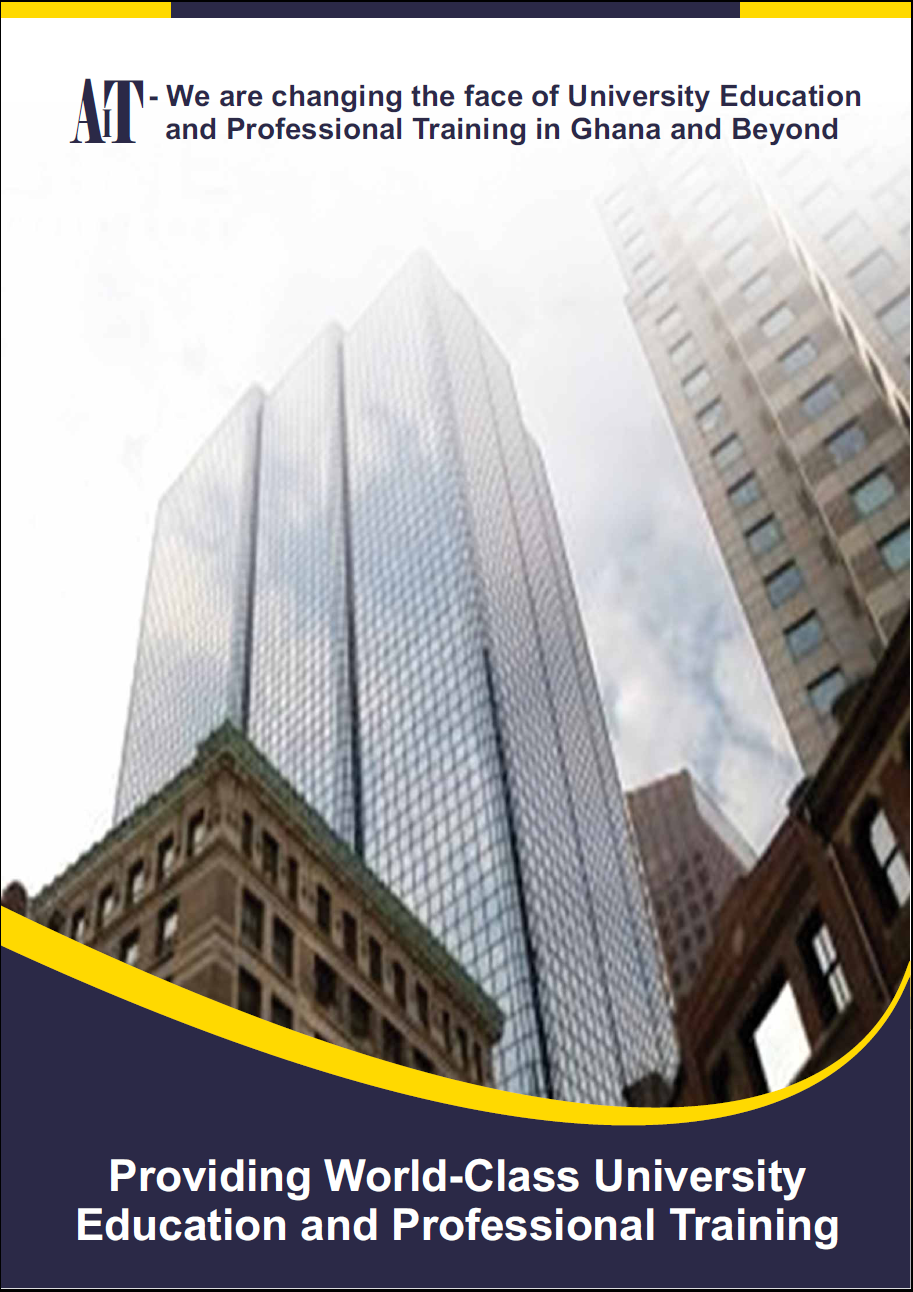 AIT - We are changing the face of University Education
and Professional Training in Ghana and Beyond
Providing World-Class University
Education and Professional Training